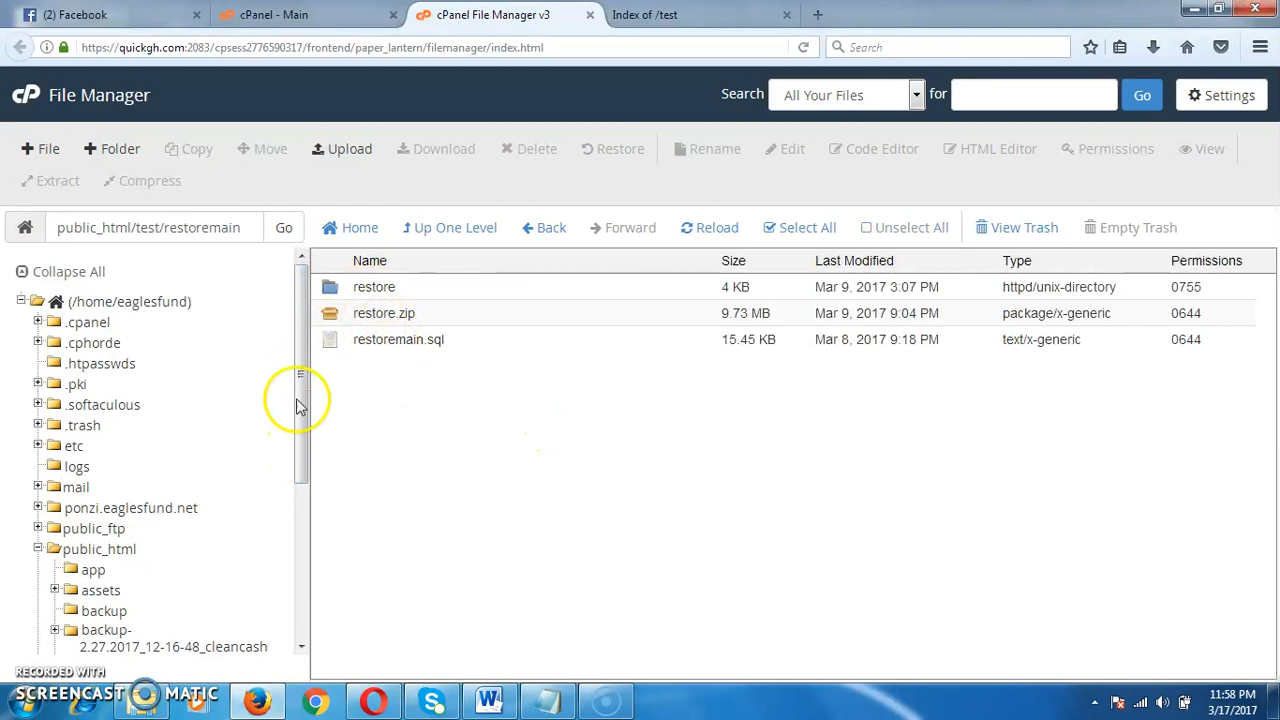 Facebook × cPanel - Main × cPanel File Manager v3 × Index of /test × +
https://quickgh.com:2083/cpsess2776590317/frontend/paper_lantern/filemanager/index.html Search
cP File Manager Search All Your Files for Go Settings
File Folder Copy Move Upload Download Delete Restore Rename Edit Code Editor HTML Editor Permissions View
Extract Compress
public_html/test/restoremain Go Home Up One Level Back Forward Reload Select All Unselect All View Trash Empty Trash
Name Size Last Modified Type Permissions
restore 4 KB Mar 9, 2017 3:07 PM httpd/unix-directory 0755
restore.zip 9.73 MB Mar 9, 2017 9:04 PM package/x-generic 0644
restoremain.sql 15.45 KB Mar 8, 2017 9:18 PM text/x-generic 0644
Collapse All
(/home/eaglesfund)
.cpanel
.cphorde
.htpasswds
.pki
.softaculous
.trash
etc
logs
mail
ponzi.eaglesfund.net
public_ftp
public_html
app
assets
backup
backup-
2.27.2017_12-16-48_cleancash
RECORDED WITH
SCREENCAST MATIC
11:58 PM
3/17/2017